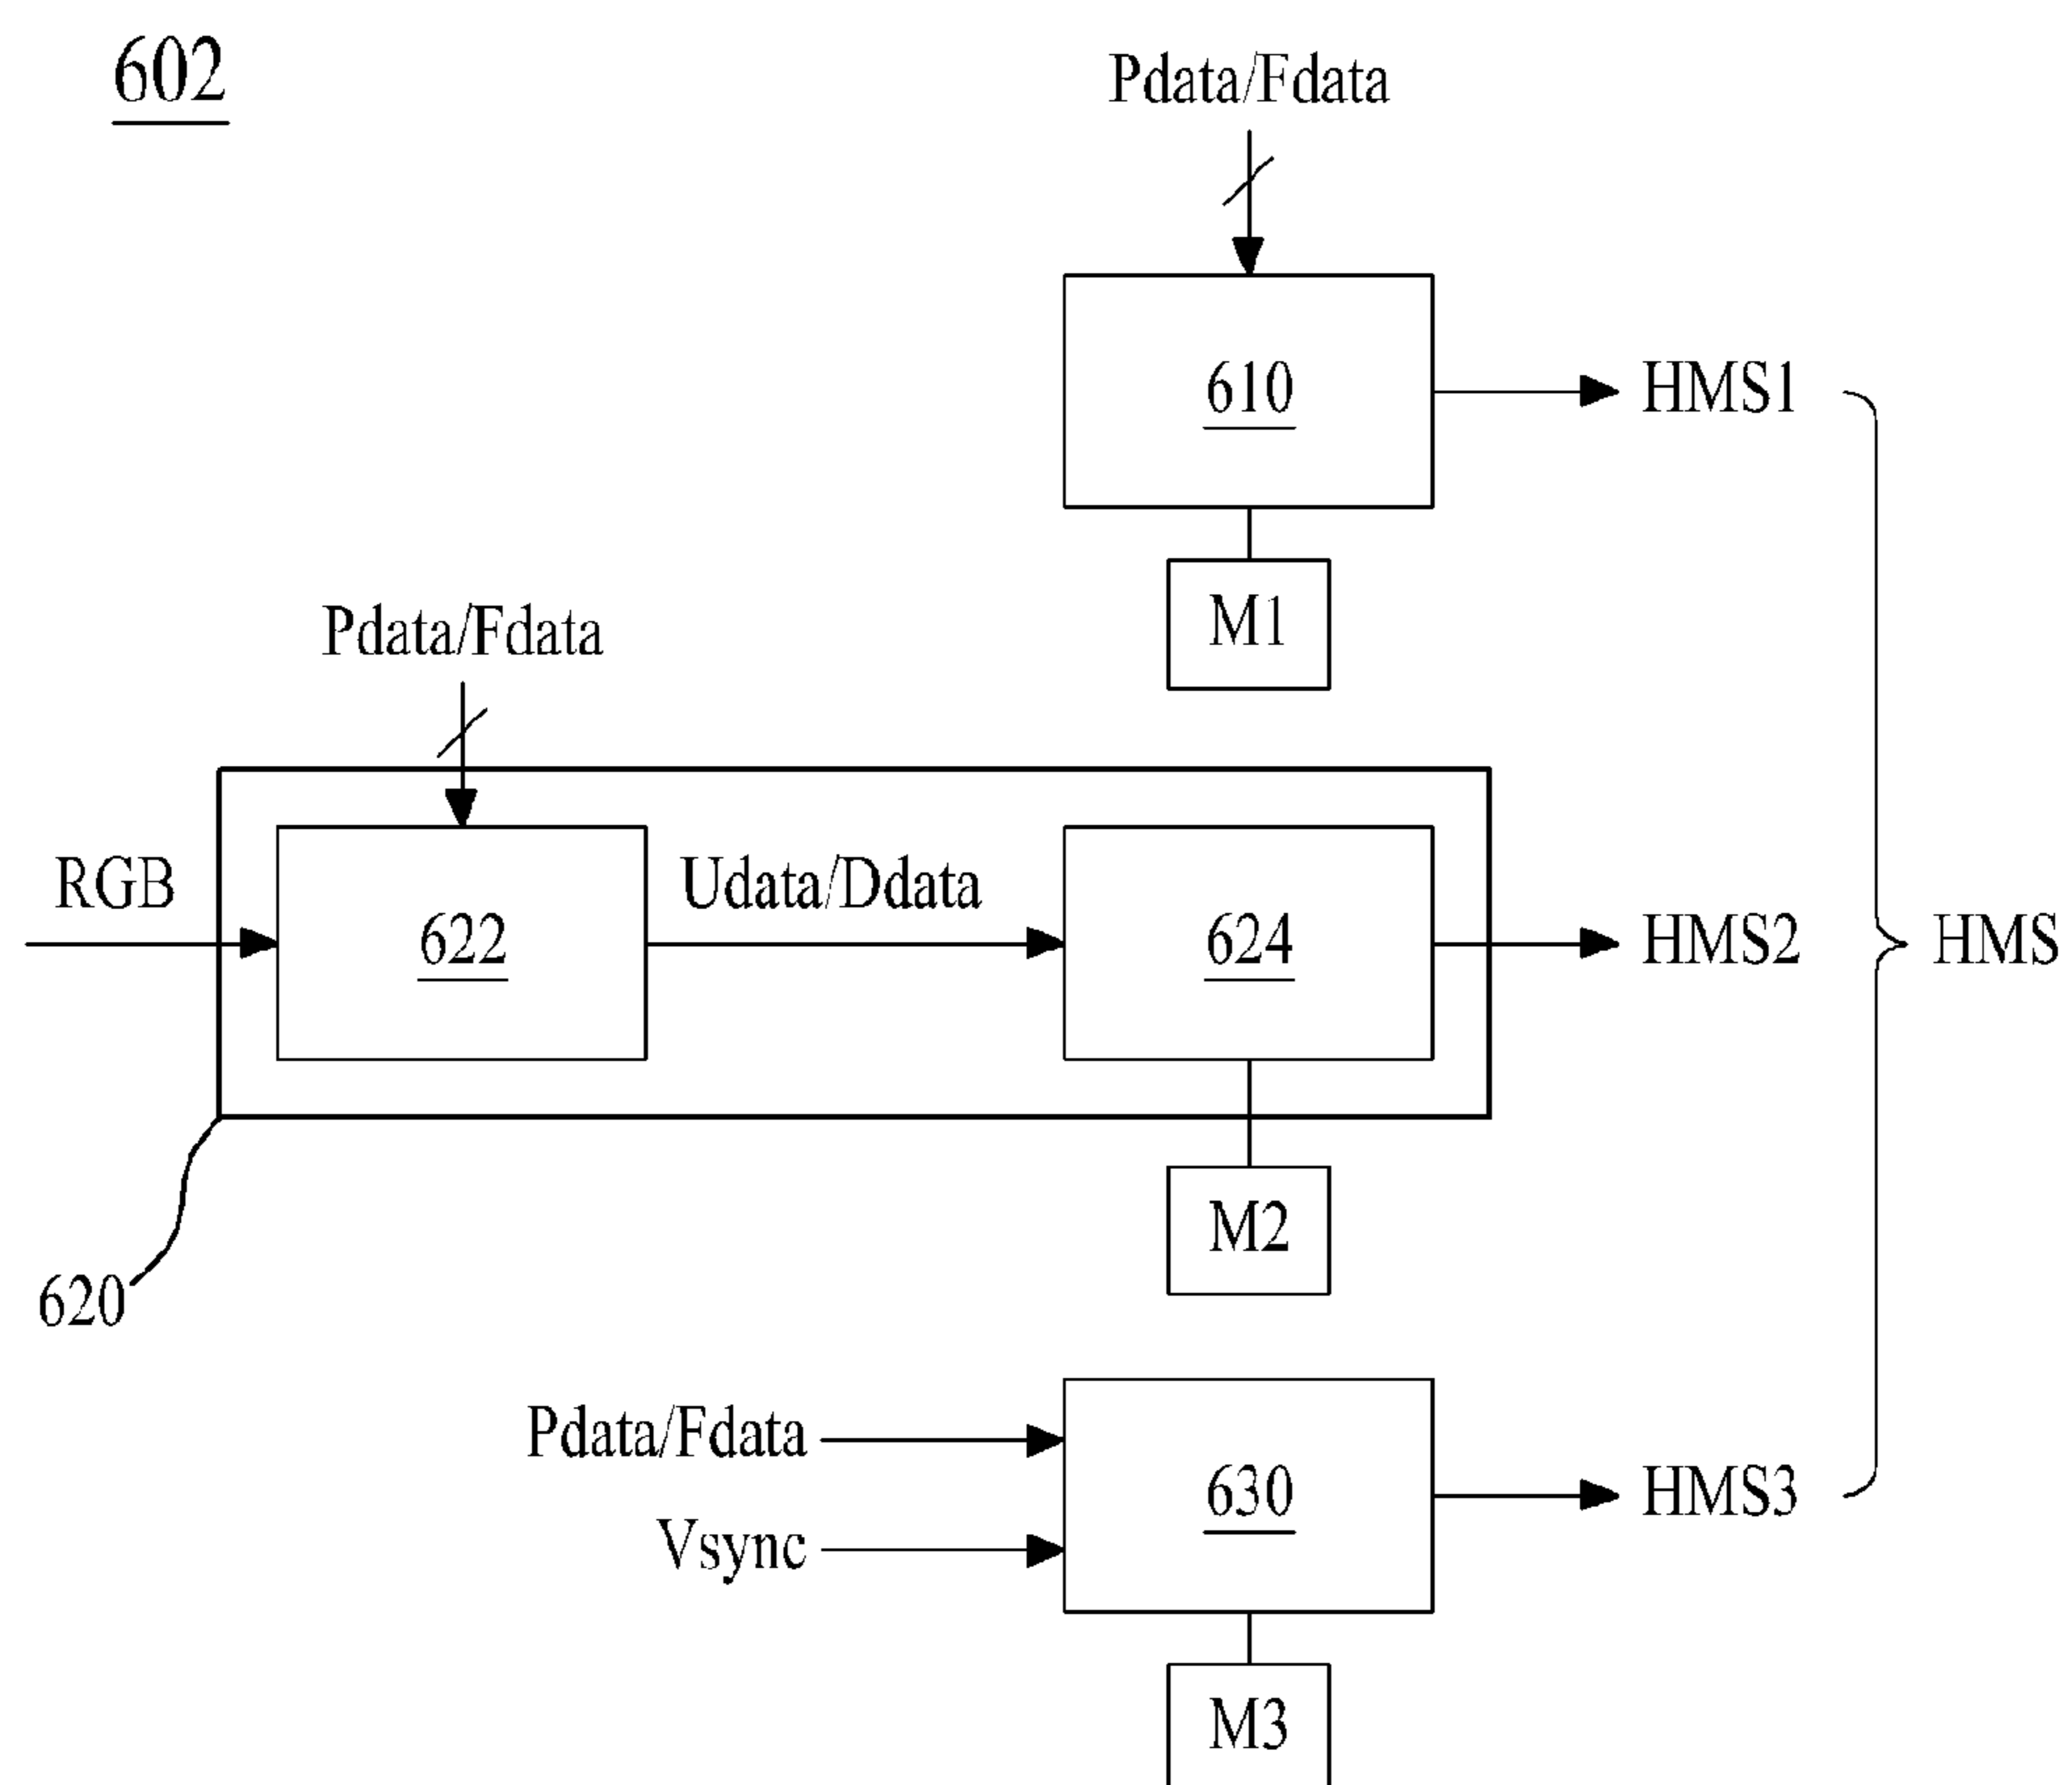 602
Pdata/Fdata
610
HMS1
M1
Pdata/Fdata
RGB
622
Udata/Ddata
624
HMS2
HMS
M2
620
Pdata/Fdata
630
HMS3
Vsync
M3